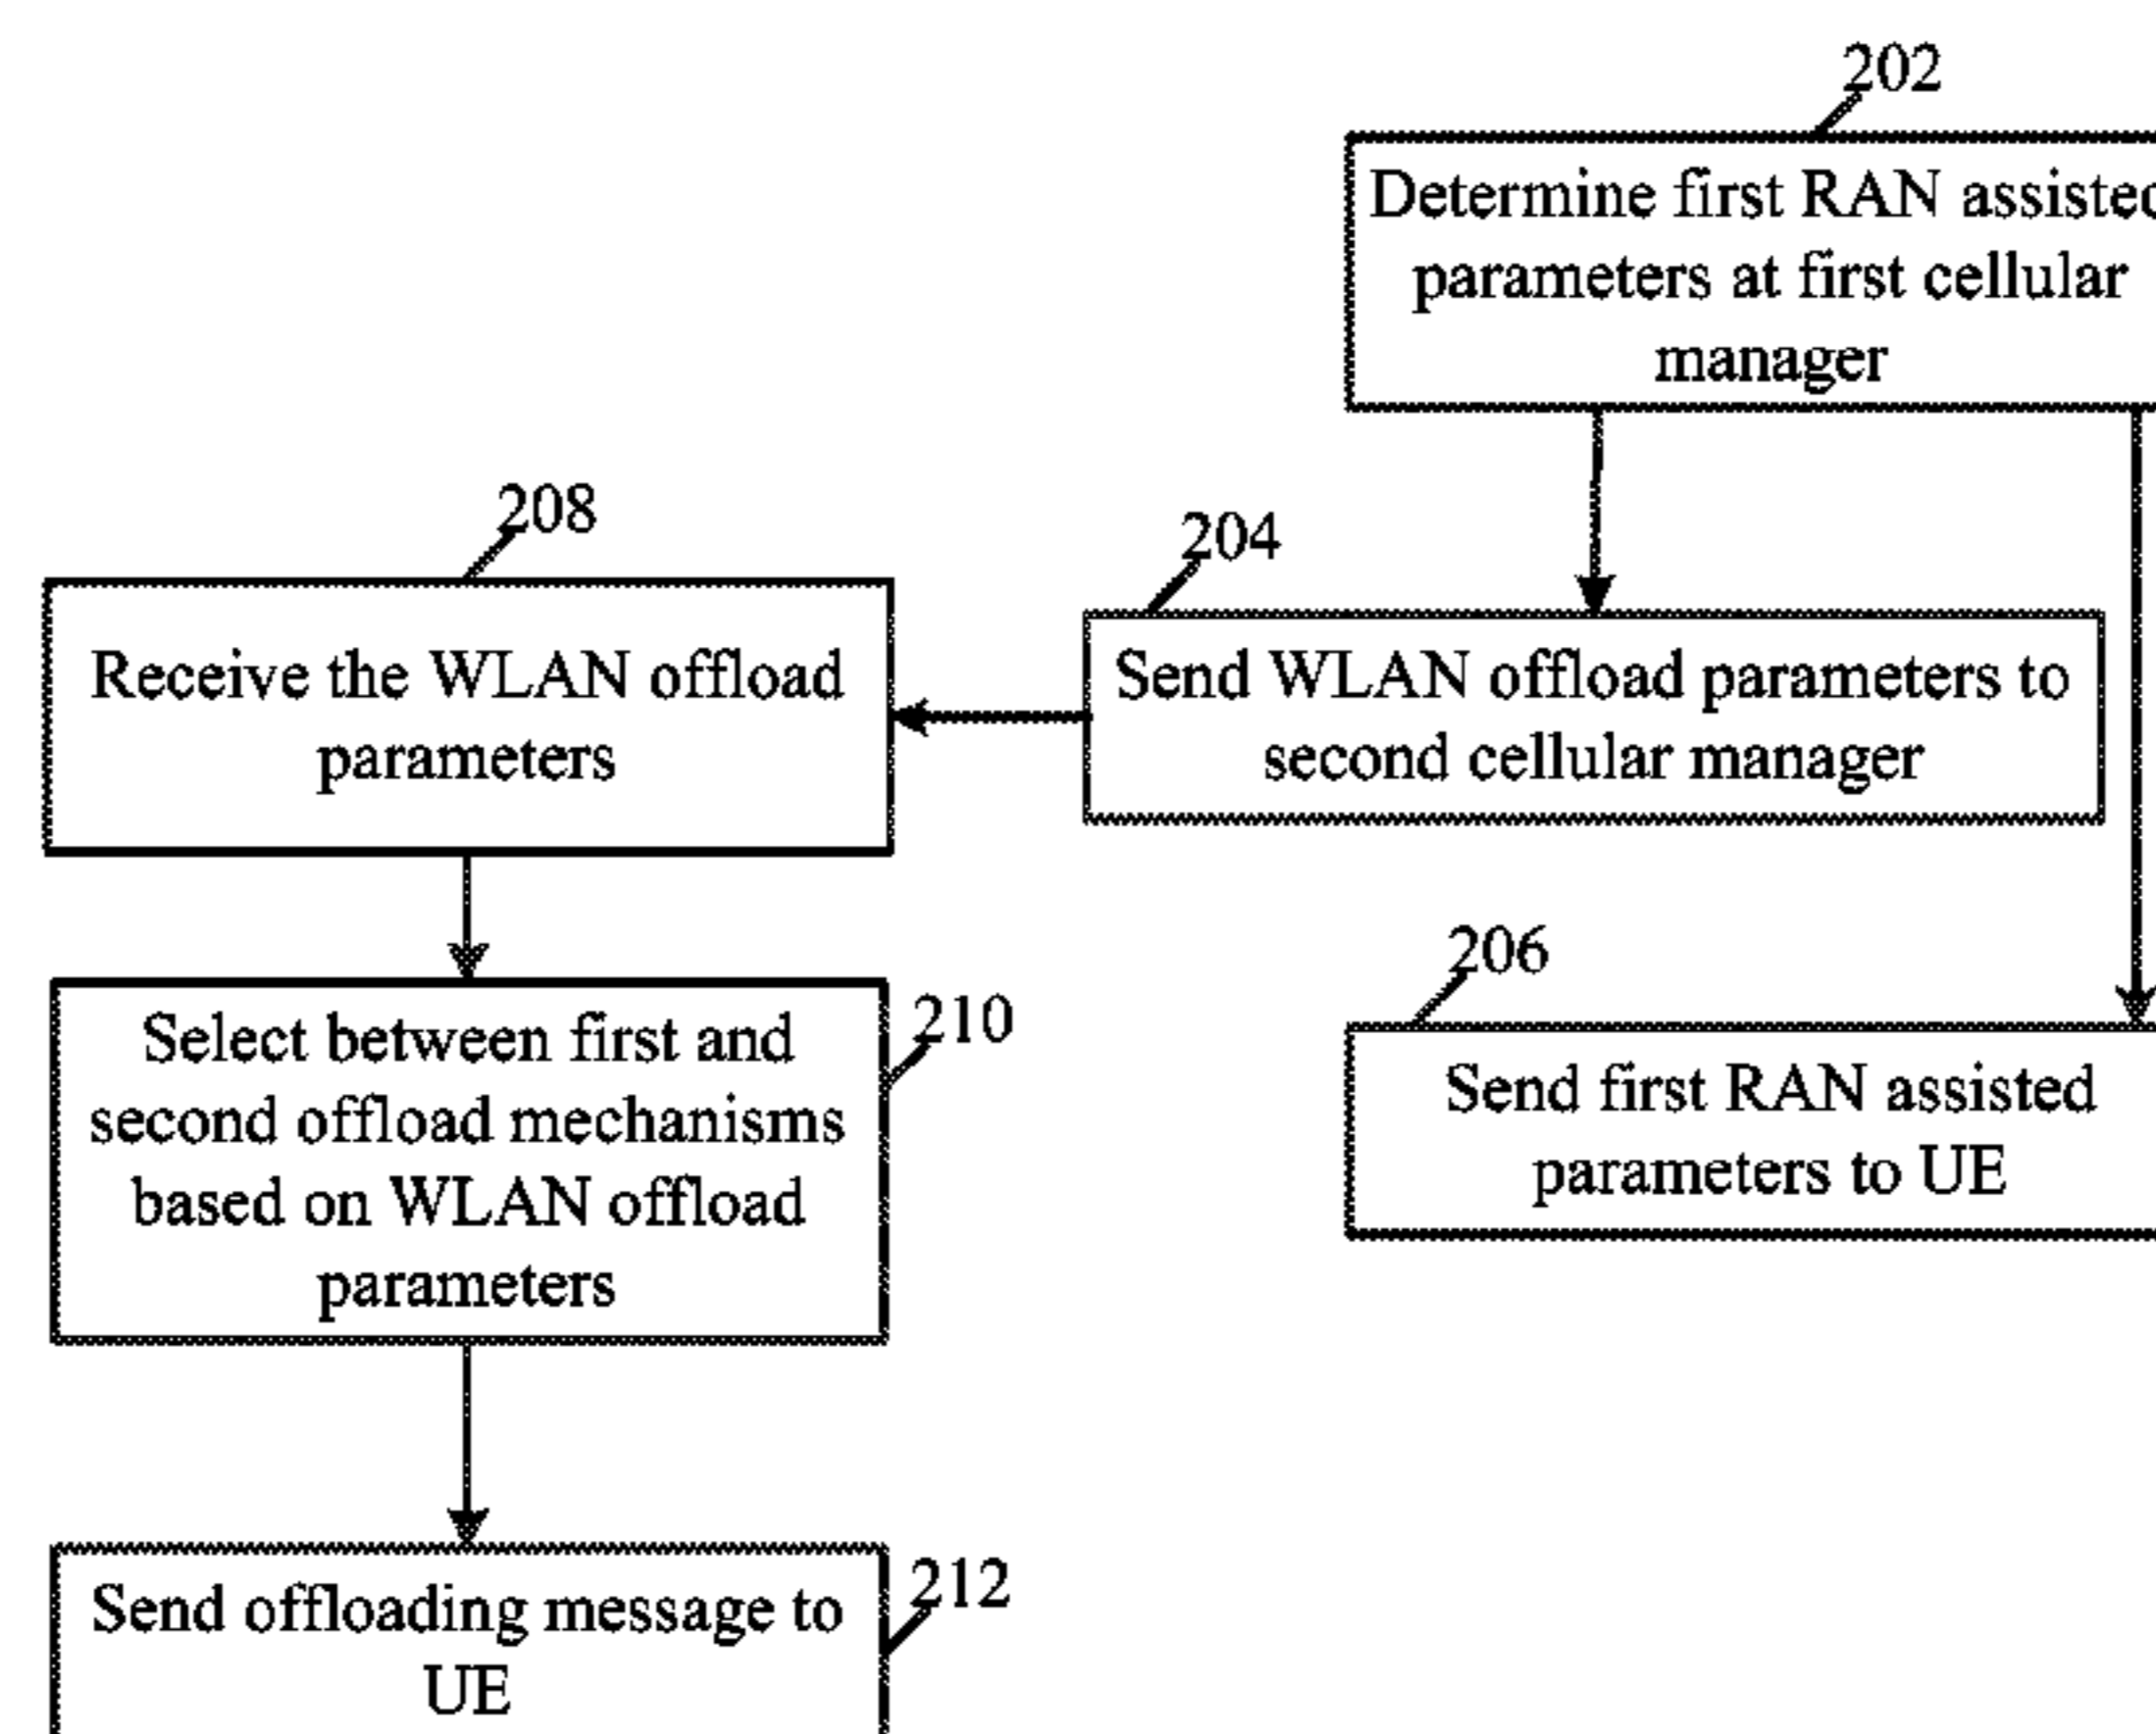 202
Determine first RAN assisted
parameters at first cellular
manager
208
204
Receive the WLAN offload
parameters
Send WLAN offload parameters to
second cellular manager
206
Send first RAN assisted
parameters to UE
210
Select between first and
second offload mechanisms
based on WLAN offload
parameters
212
Send offloading message to
UE